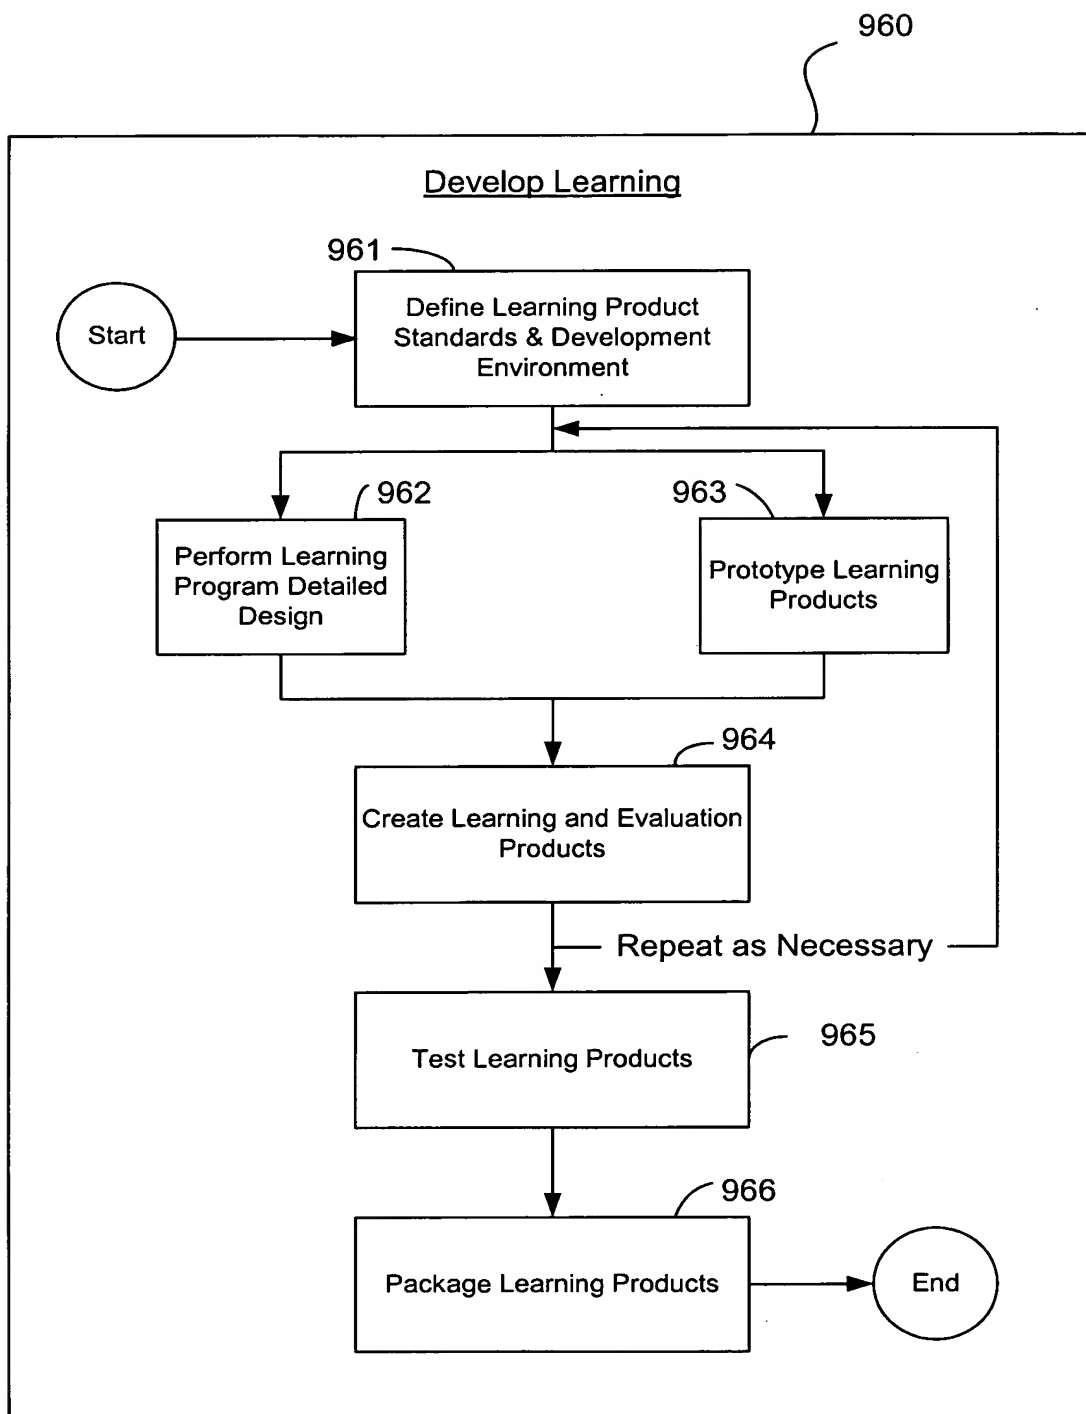 960
Develop Learning
961
Define Learning Product
Standards & Development
Environment
Start
962
963
Perform Learning
Program Detailed
Design
Prototype Learning
Products
964
Create Learning and Evaluation
Products
Repeat as Necessary
965
Test Learning Products
966
Package Learning Products
End